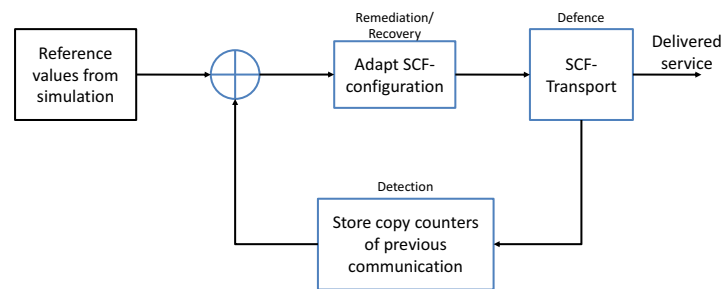 Reference
values from
simulation
Remediation/
Recovery
Adapt SCF-
configuration
Defence
SCF-
Transport
Delivered
service
Detection
Store copy counters
of previous
communication